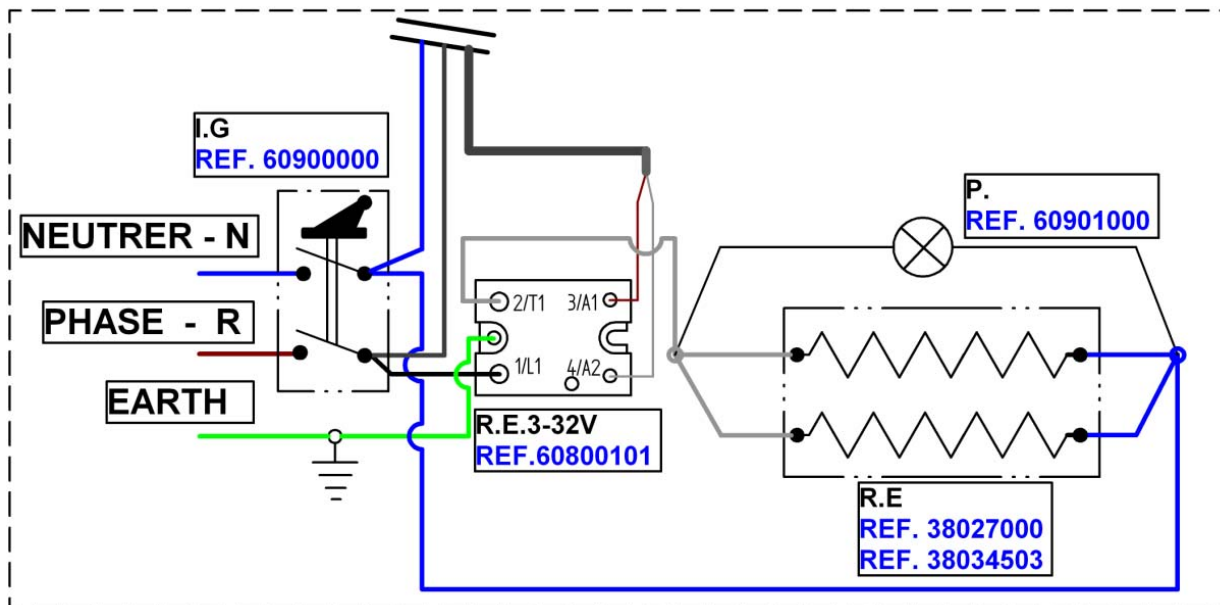 I.G
REF. 60900000
P.
REF. 60901000
NEUTRER - N
2/T1 3/A1
PHASE - R
1/L1 4/A2
EARTH
R.E.3-32V
REF.60800101
R.E
REF. 38027000
REF. 38034503